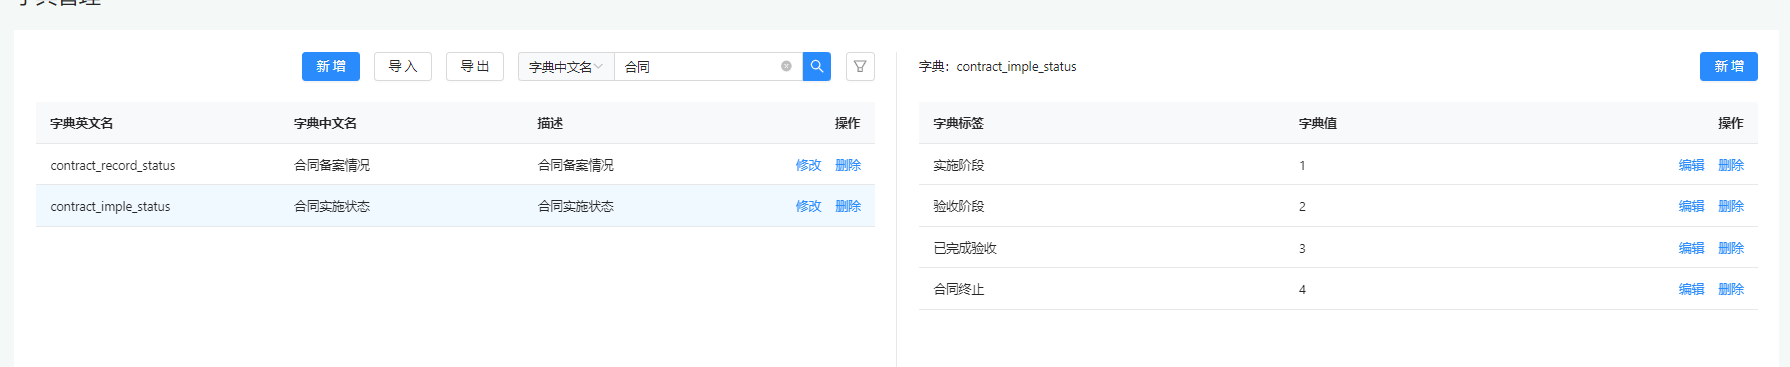 字典管理
新 增 导 入 导 出 字典中文名 合同
字典英文名 字典中文名 描述 操作
contract_record_status 合同备案情况 合同备案情况 修改 删除
contract_imple_status 合同实施状态 合同实施状态 修改 删除
字典：contract_imple_status 新 增
字典标签 字典值 操作
实施阶段 1 编辑 删除
验收阶段 2 编辑 删除
已完成验收 3 编辑 删除
合同终止 4 编辑 删除